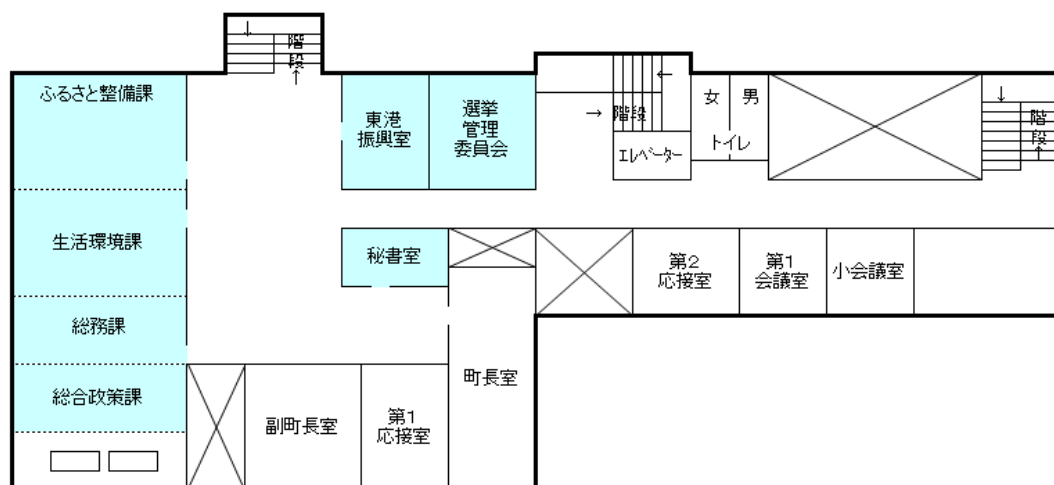 ↓
階
段
↑
ふるさと整備課
東港
振興室
選挙
管理
委員会
←
→ 階段
エレベーター
女 男
トイレ
↓
階
段
↑
生活環境課
秘書室
第2
応接室
第1
会議室
小会議室
総務課
総合政策課
副町長室
第1
応接室
町長室